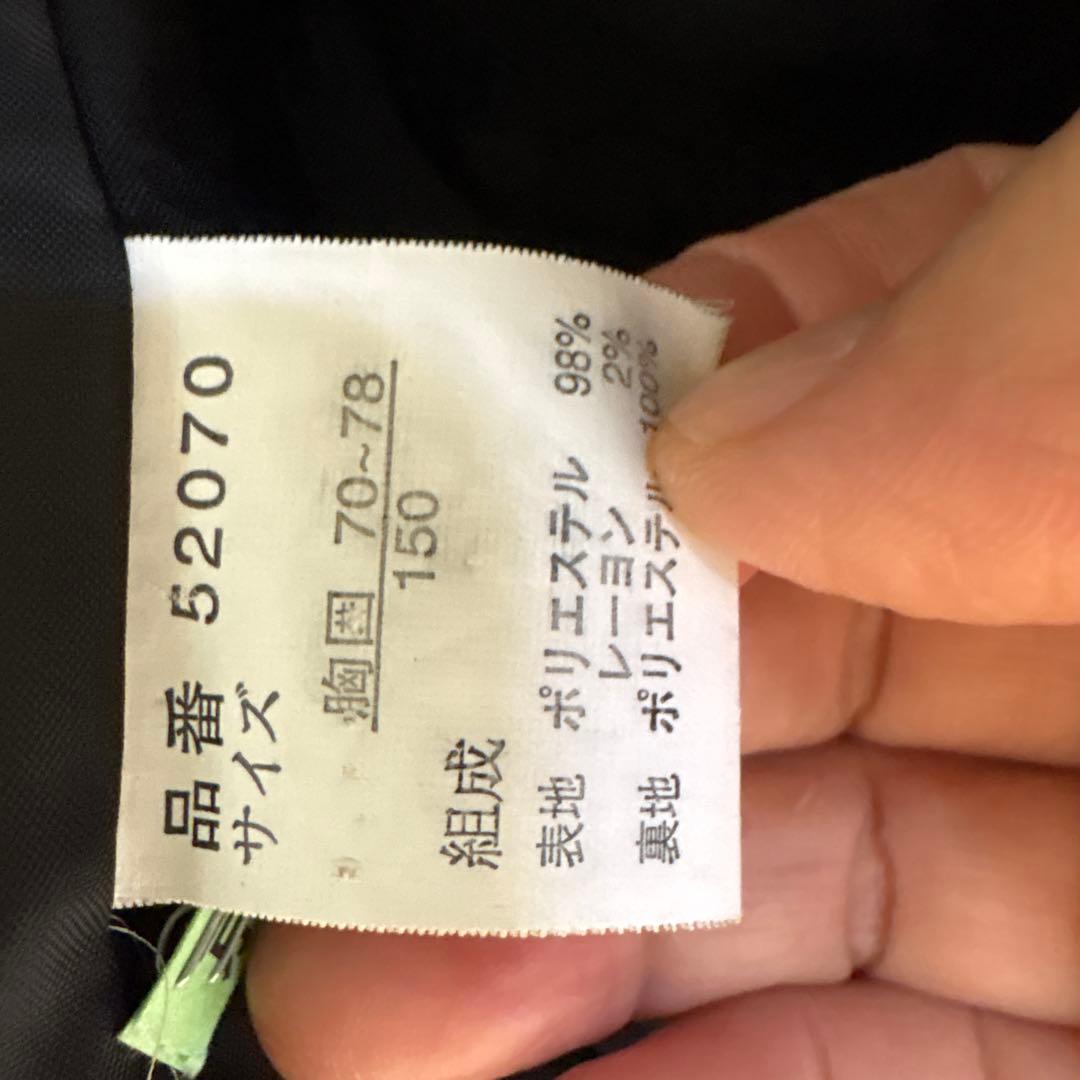 品番 52070
サイズ
胸囲 70~78
150
組成
表地 ポリエステル 98%
レーヨン 2%
裏地 ポリエステル 100%